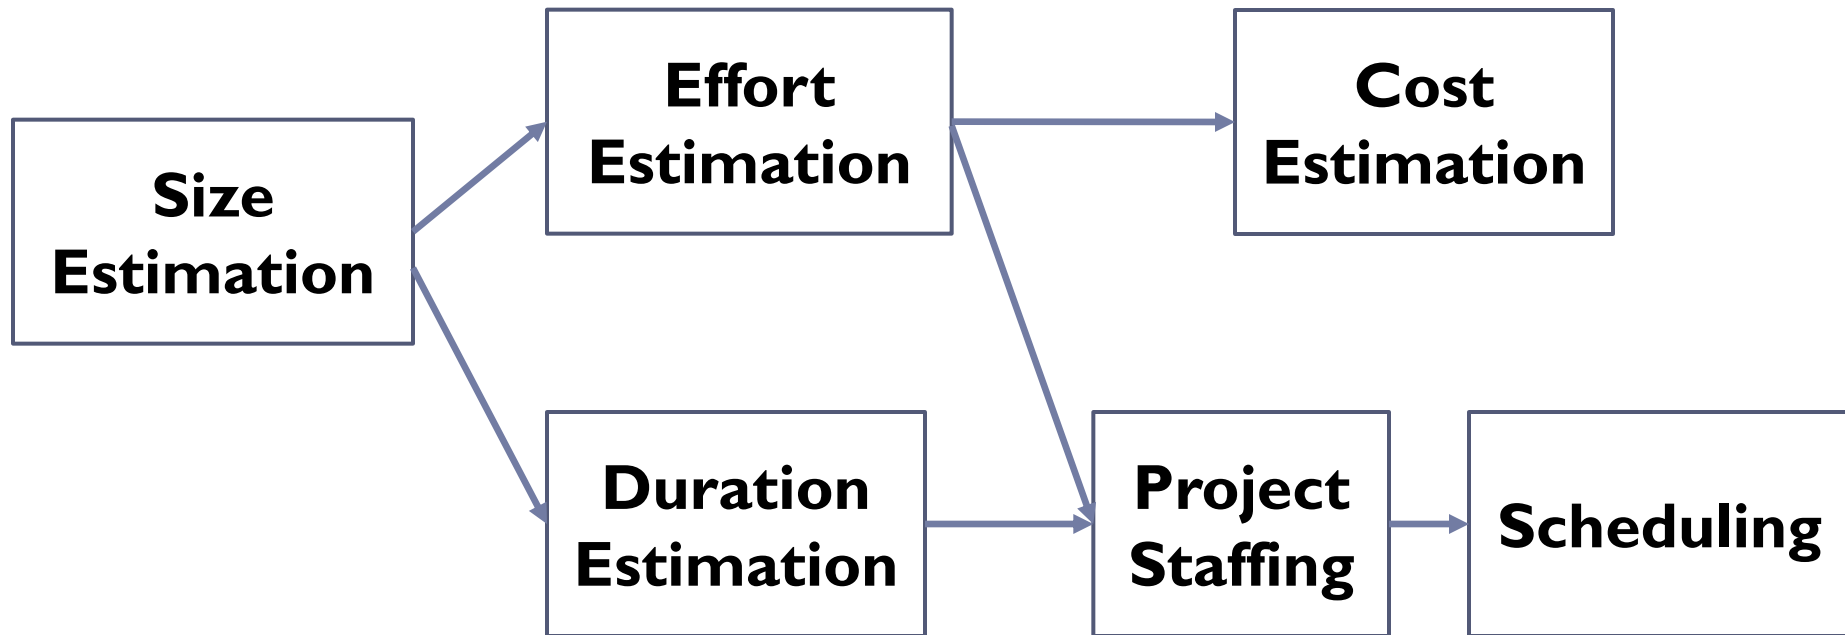 Size
Estimation
Effort
Estimation
Cost
Estimation
Duration
Estimation
Project
Staffing
Scheduling